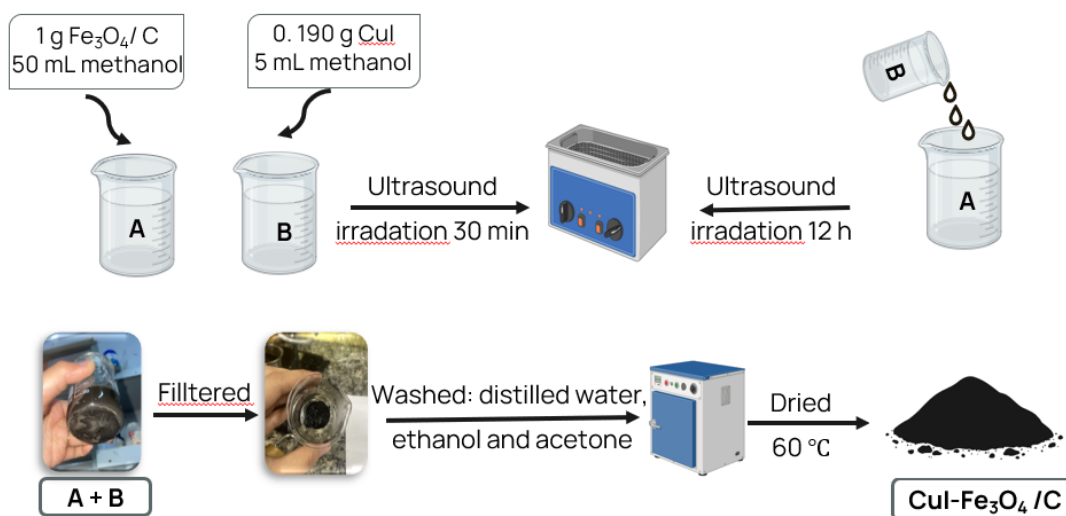 1 g Fe₃O₄/ C
50 mL methanol
0. 190 g CuI
5 mL methanol
B
A
B
Ultrasound
irradiation 30 min
Ultrasound
irradiation 12 h
A
Filltered
Washed: distilled water,
ethanol and acetone
Dried
60 ℃
A + B
CuI-Fe₃O₄ /C